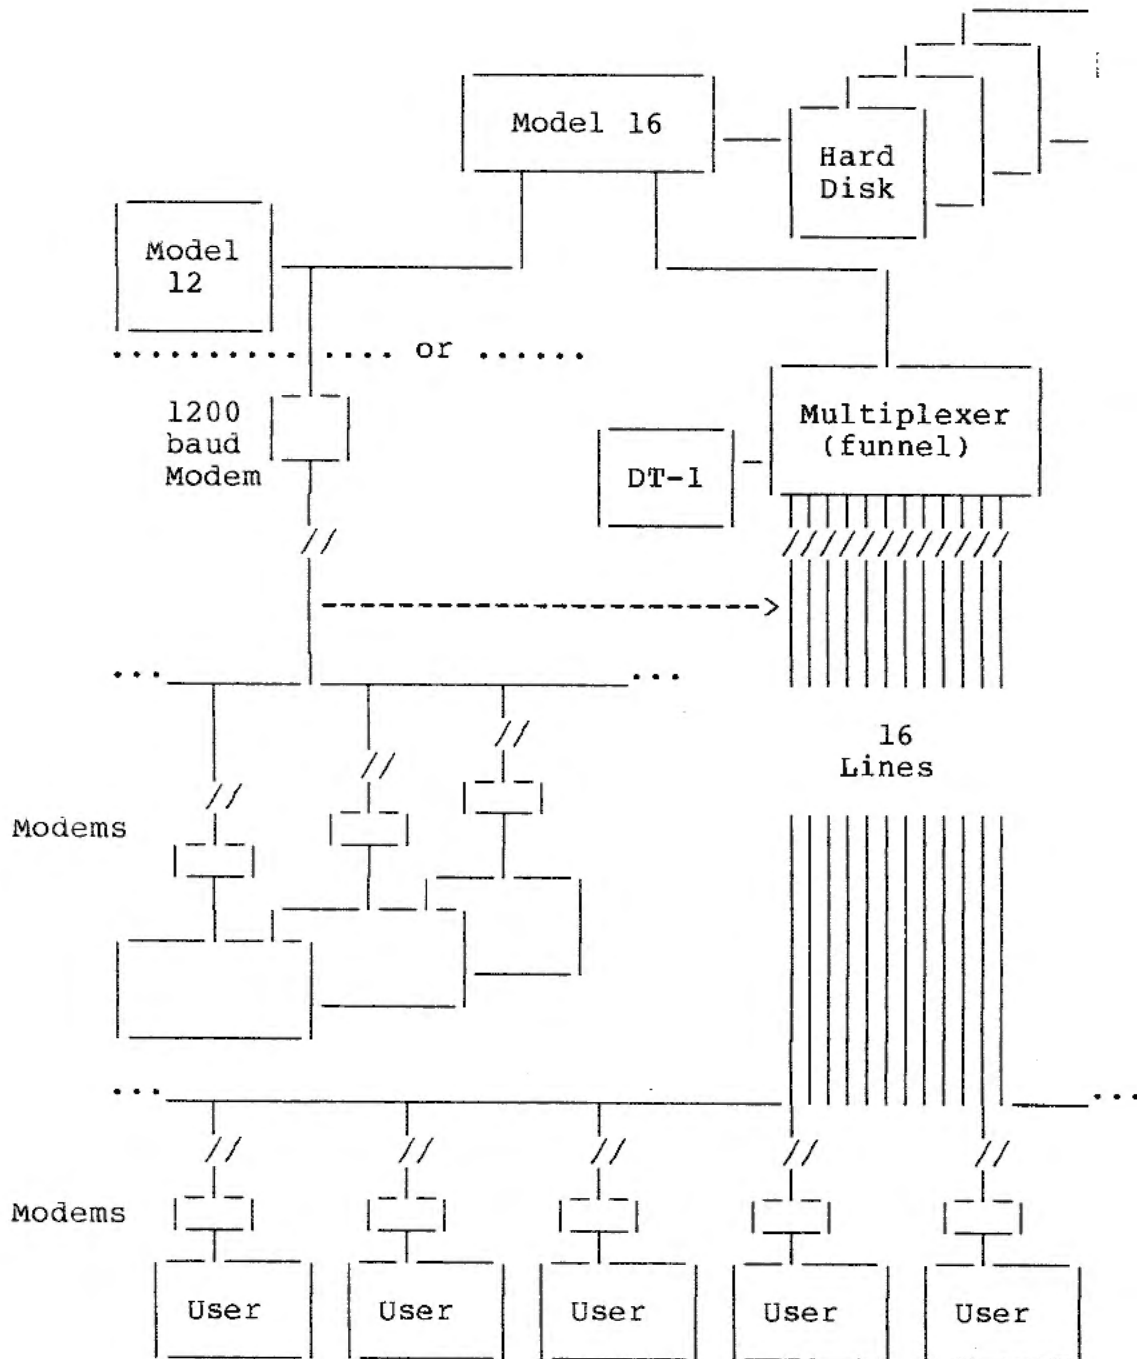 Model 16
Hard
Disk
Model
12
.......... .... or ......
1200
baud
Modem
Multiplexer
(funnel)
DT-1
// ////////////////////////
---------------------->
... ...
16
Lines
// // //
Modems
... ...
// // // // //
Modems
User User User User User